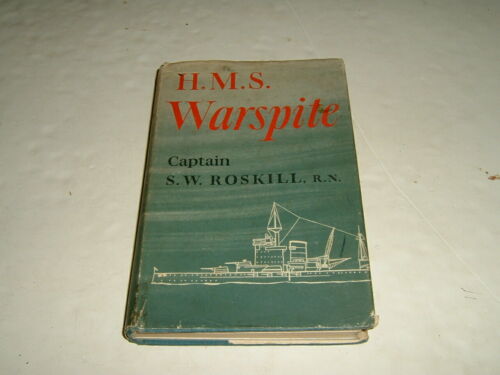 H.M.S.
Warspite
Captain
S.W. ROSKILL, R.N.